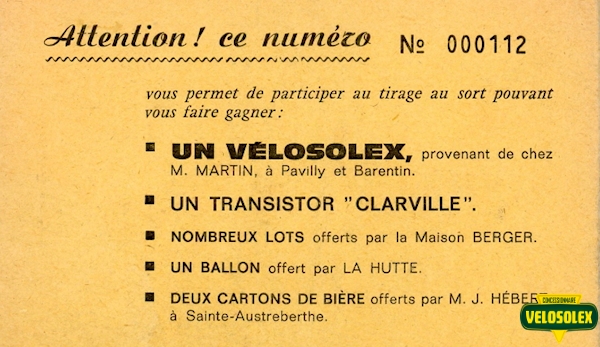 Attention! ce numéro No 000112
vous permet de participer au tirage au sort pouvant
vous faire gagner:
UN VÉLOSOLEX, provenant de chez
M. MARTIN, à Pavilly et Barentin.
UN TRANSISTOR "CLARVILLE".
NOMBREUX LOTS offerts par la Maison BERGER.
UN BALLON offert par LA HUTTE.
DEUX CARTONS DE BIÈRE offerts par M. J.
à Sainte-Austreberthe.
CONCESSIONNAIRE
VELOSOLEX